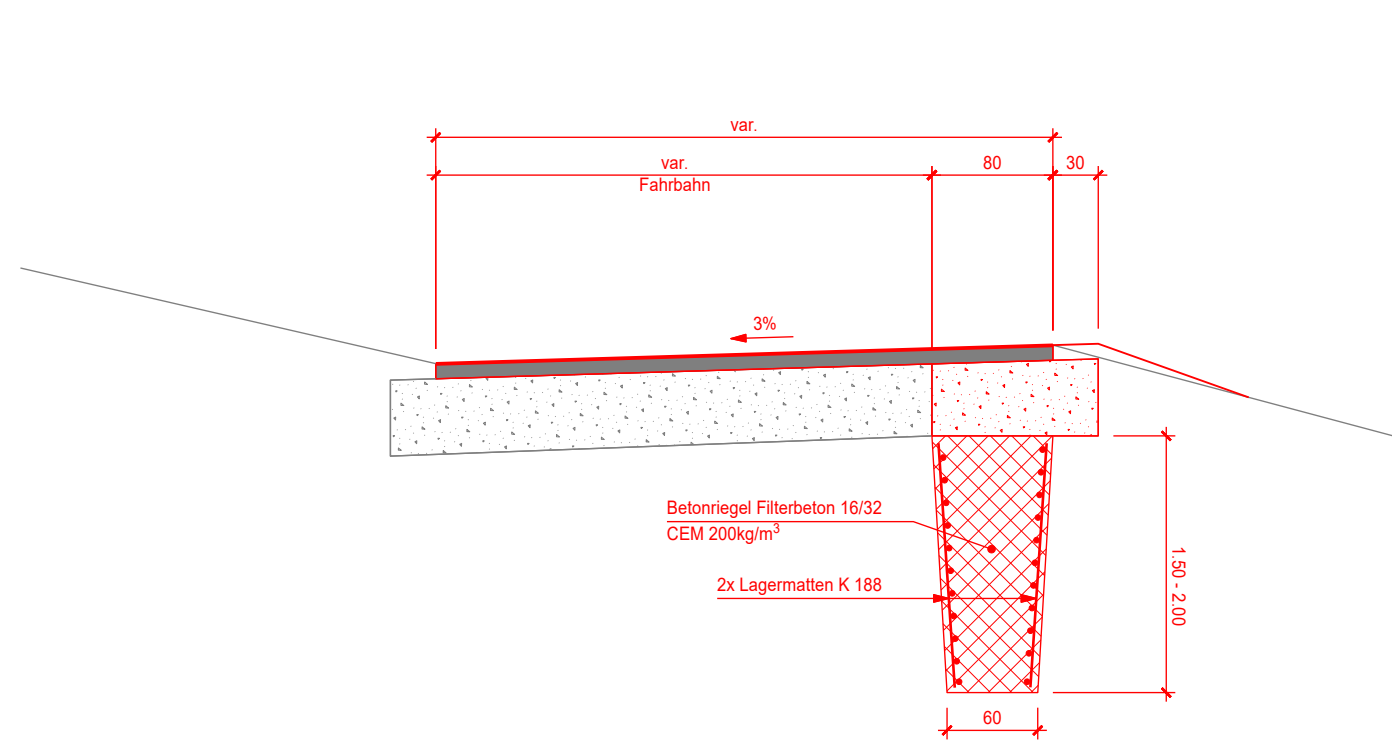 var.
var.
80
30
Fahrbahn
3%
Betonriegel Filterbeton 16/32
CEM 200kg/m³
2x Lagermatten K 188
1.50 - 2.00
60